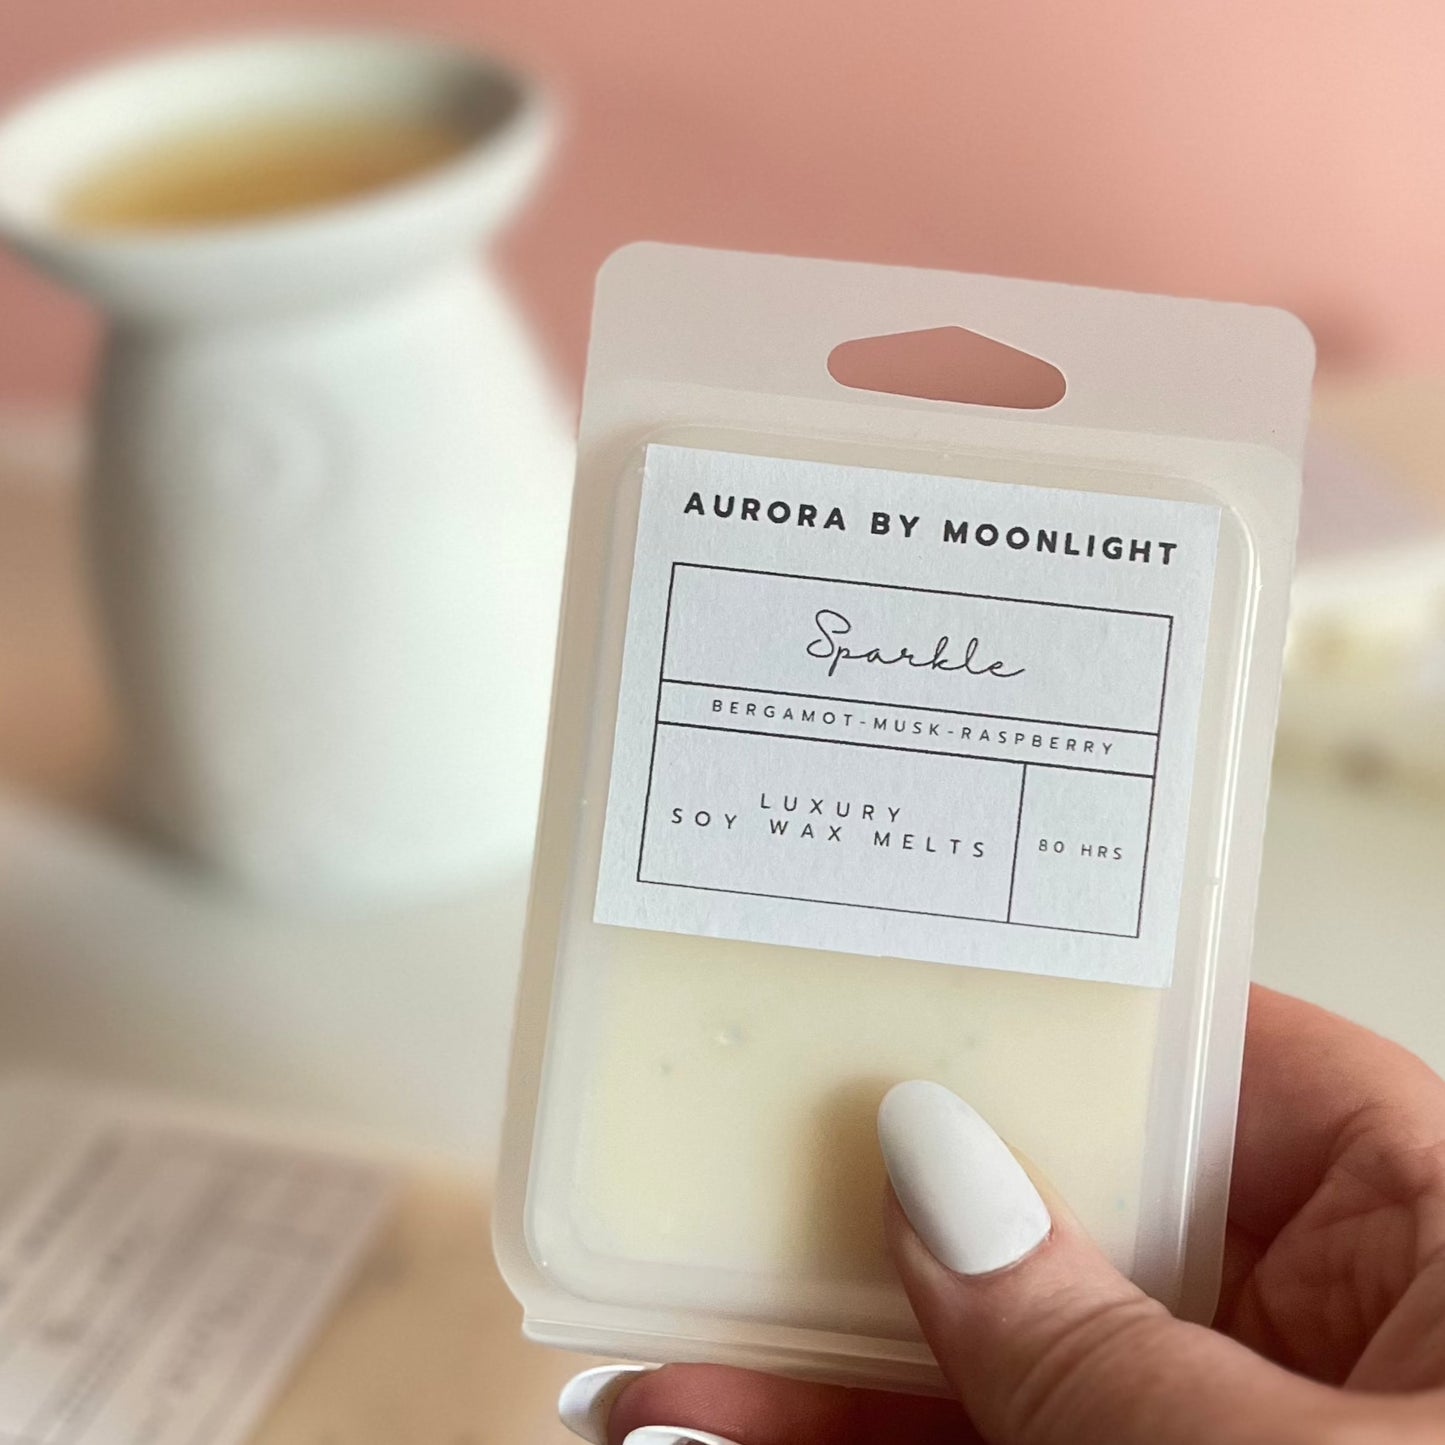 AURORA BY MOONLIGHT
Sparkle
BERGAMOT-MUSK-RASPBERRY
LUXURY
SOY WAX MELTS
80 HRS